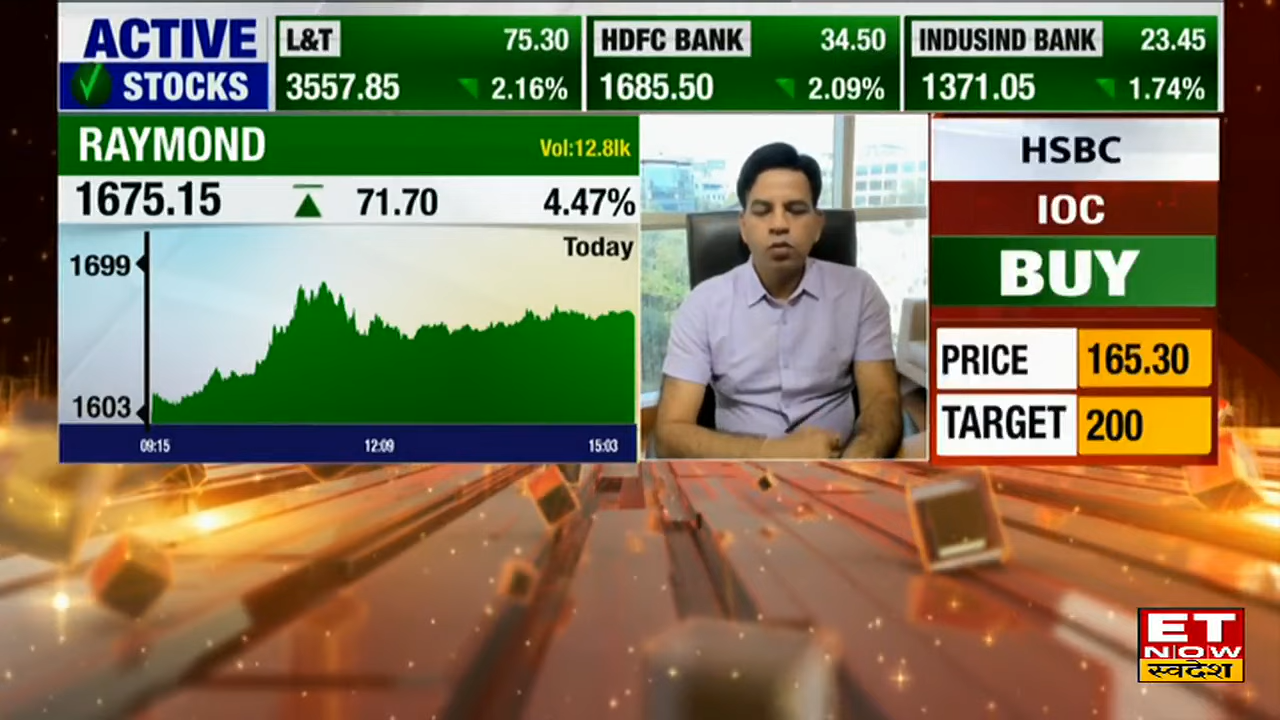 ACTIVE
STOCKS
L&T 75.30
3557.85 2.16%
HDFC BANK 34.50
1685.50 2.09%
INDUSIND BANK 23.45
1371.05 1.74%
RAYMOND Vol:12.8lk
1675.15 71.70 4.47%
Today
1699
1603
09:15 12:09 15:03
HSBC
IOC
BUY
PRICE 165.30
TARGET 200
ET
NOW
स्वदेश